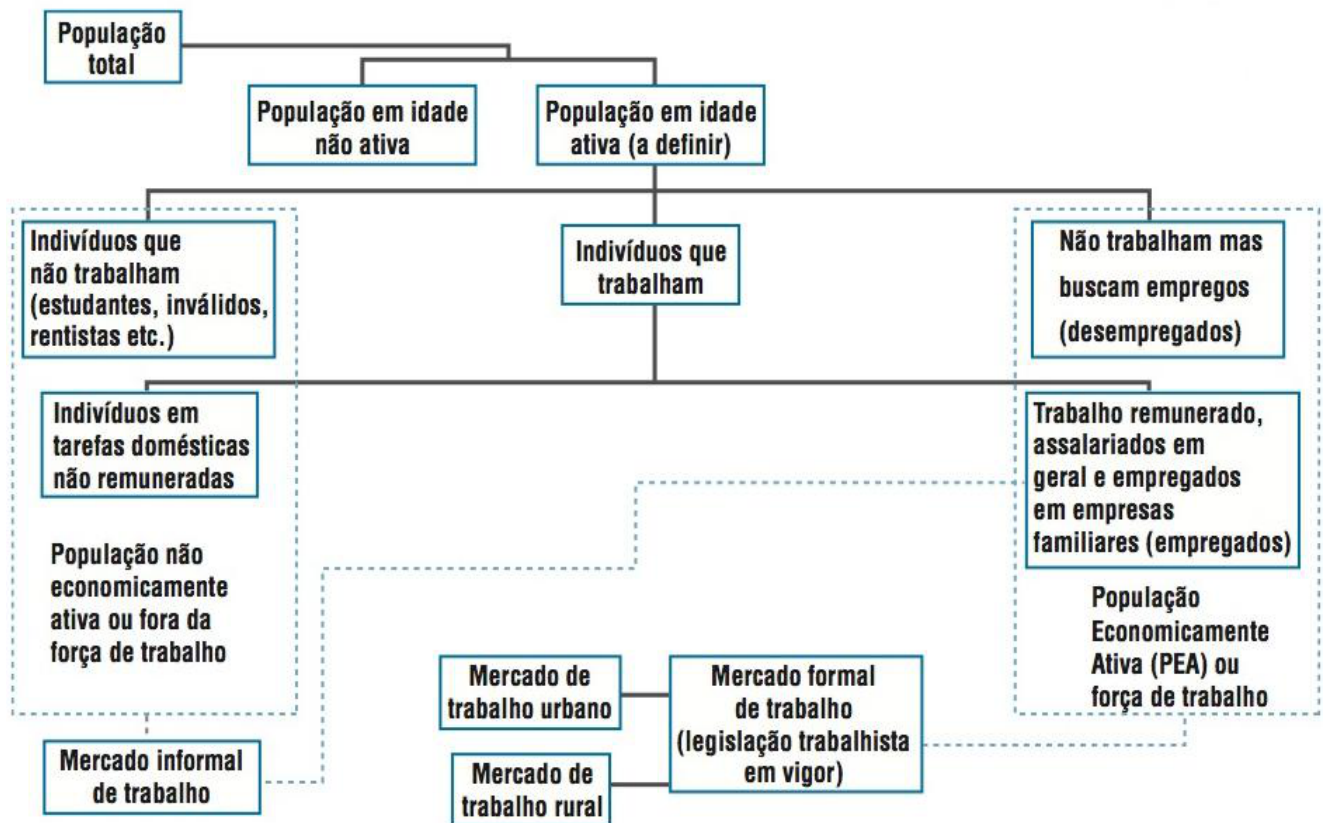 População
total
População em idade
não ativa
População em idade
ativa (a definir)
Indivíduos que
não trabalham
(estudantes, inválidos,
rentistas etc.)
Indivíduos que
trabalham
Não trabalham mas
buscam empregos
(desempregados)
Indivíduos em
tarefas domésticas
não remuneradas
Trabalho remunerado,
assalariados em
geral e empregados
em empresas
familiares (empregados)
População não
economicamente
ativa ou fora da
força de trabalho
População
Economicamente
Ativa (PEA) ou
força de trabalho
Mercado de
trabalho urbano
Mercado formal
de trabalho
(legislação trabalhista
em vigor)
Mercado informal
de trabalho
Mercado de
trabalho rural